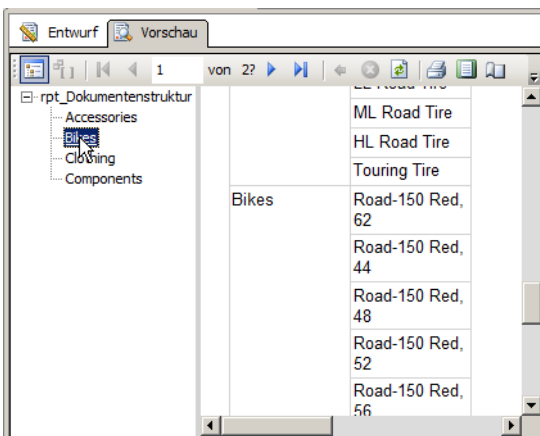 Entwurf Vorschau
1 von 2?
rpt_Dokumentenstruktur
Accessories
Bikes
Clothing
Components
ML Road Tire
HL Road Tire
Touring Tire
Bikes
Road-150 Red,
62
Road-150 Red,
44
Road-150 Red,
48
Road-150 Red,
52
Road-150 Red,
56